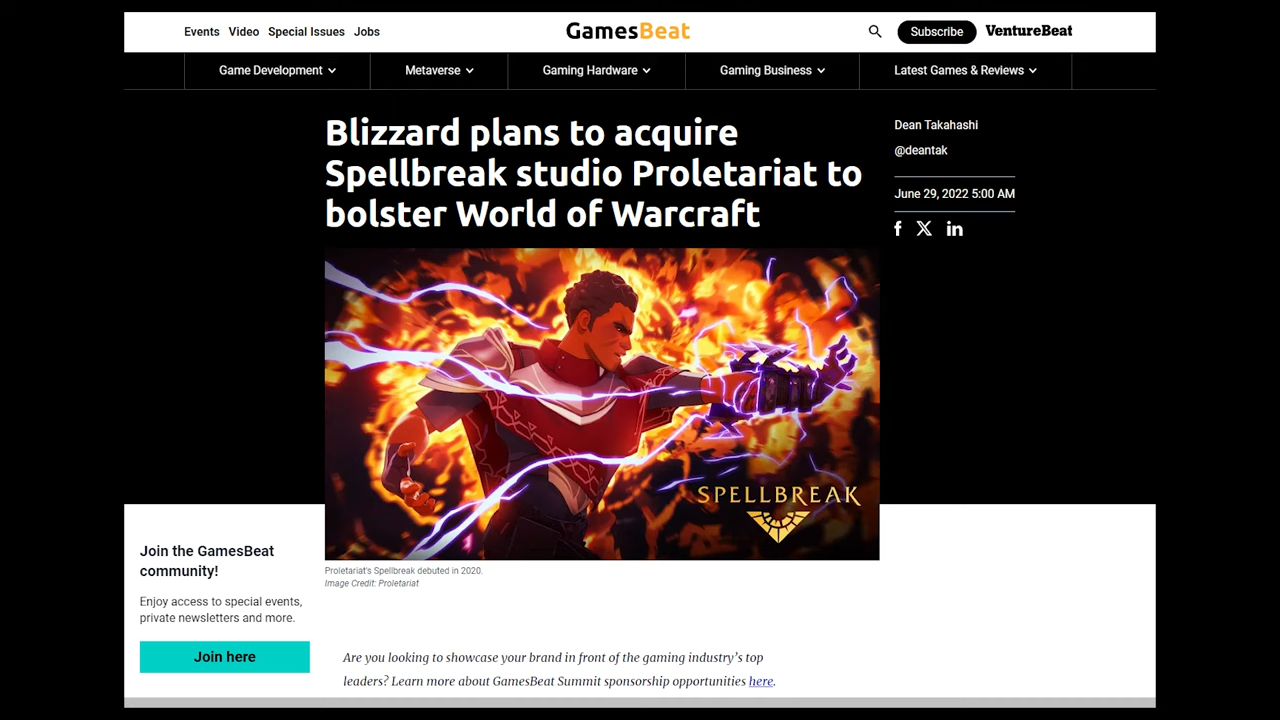 Events Video Special Issues Jobs
GamesBeat
Subscribe VentureBeat
Game Development Metaverse Gaming Hardware Gaming Business Latest Games & Reviews
Blizzard plans to acquire
Spellbreak studio Proletariat to
bolster World of Warcraft
Dean Takahashi
@deantak
June 29, 2022 5:00 AM
SPELLBREAK
Proletariat's Spellbreak debuted in 2020.
Image Credit: Proletariat
Join the GamesBeat
community!
Enjoy access to special events,
private newsletters and more.
Join here
Are you looking to showcase your brand in front of the gaming industry's top
leaders? Learn more about GamesBeat Summit sponsorship opportunities here.